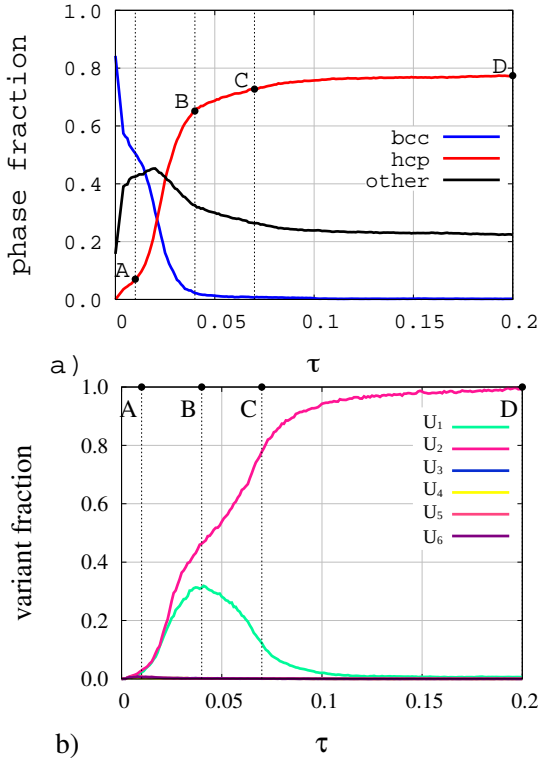 1.0
0.8
0.6
0.4
0.2
0.0
phase fraction
A
B
C
D
bcc
hcp
other
0 0.05 0.1 0.15 0.2
a) τ
1.0
0.8
0.6
0.4
0.2
0.0
variant fraction
A B C D
U1
U2
U3
U4
U5
U6
0 0.05 0.1 0.15 0.2
b) τ